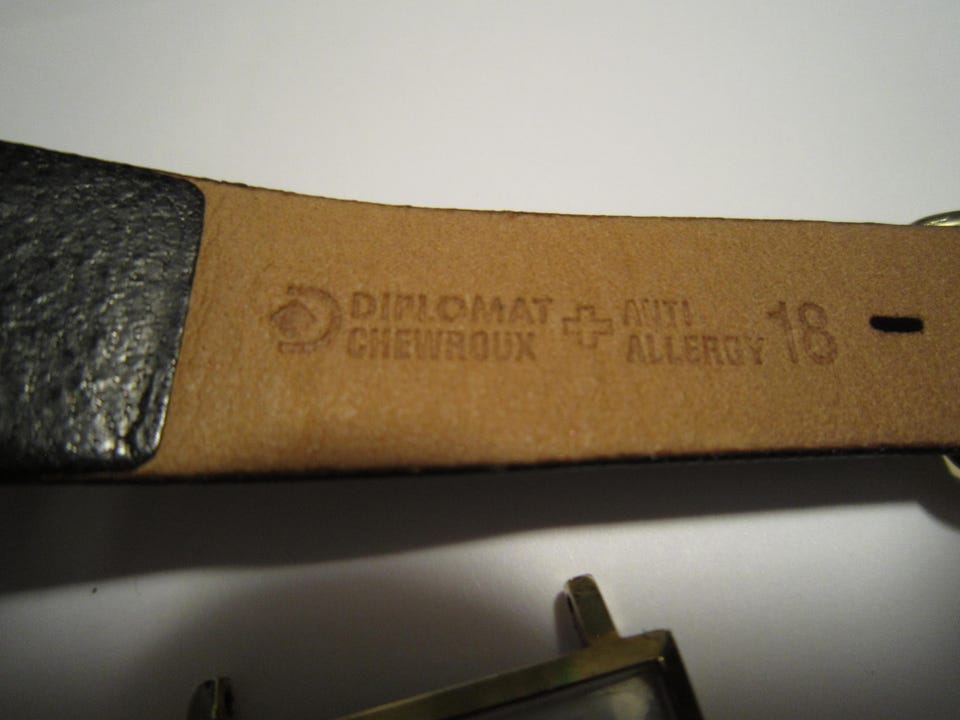 DIPLOMAT
CHEWROUX
ANTI
ALLERGY
18